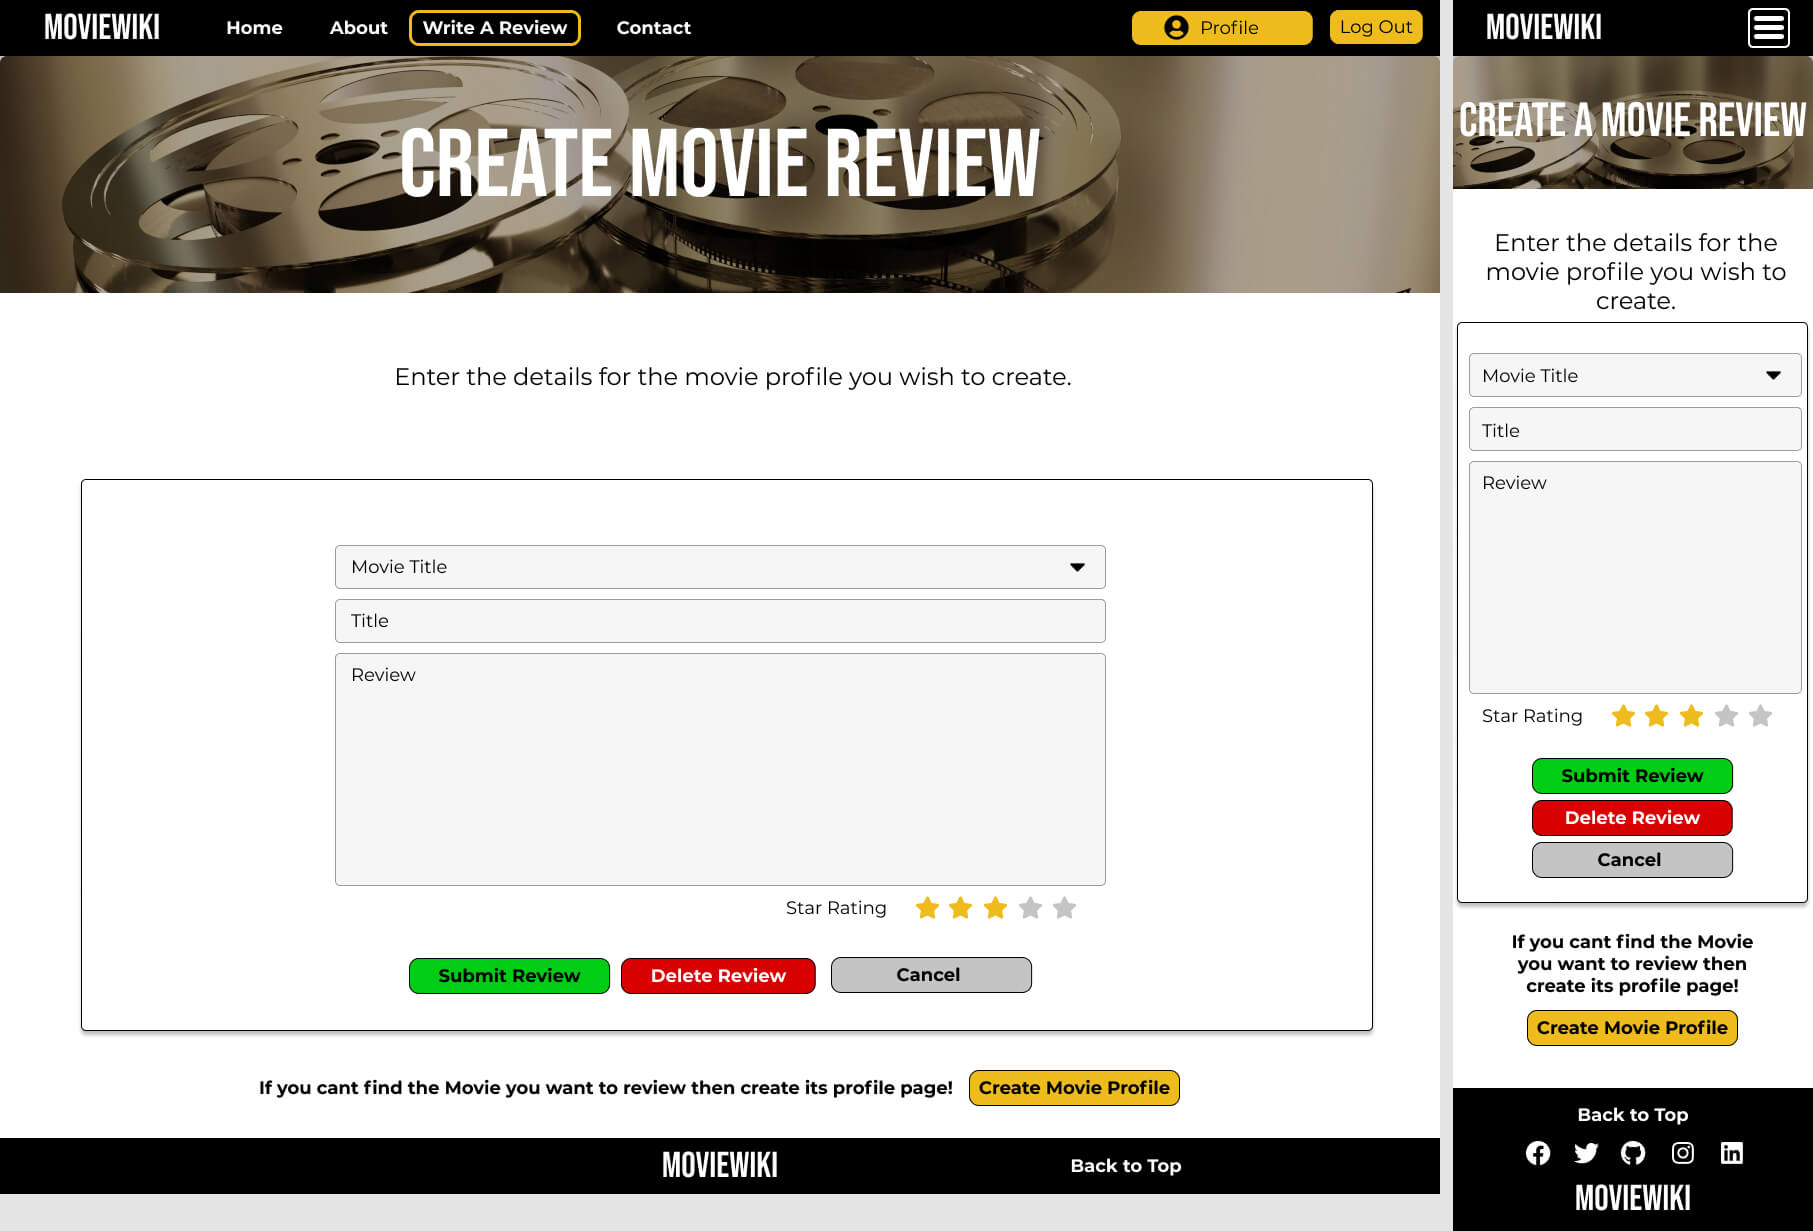 MOVIEWIKI
Home
About
Write A Review
Contact
Profile
Log Out
CREATE MOVIE REVIEW
Enter the details for the movie profile you wish to create.
Movie Title
Title
Review
Star Rating
Submit Review
Delete Review
Cancel
If you cant find the Movie you want to review then create its profile page!
Create Movie Profile
MOVIEWIKI
Back to Top
MOVIEWIKI
CREATE A MOVIE REVIEW
Enter the details for the
movie profile you wish to
create.
Movie Title
Title
Review
Star Rating
Submit Review
Delete Review
Cancel
If you cant find the Movie
you want to review then
create its profile page!
Create Movie Profile
Back to Top
MOVIEWIKI